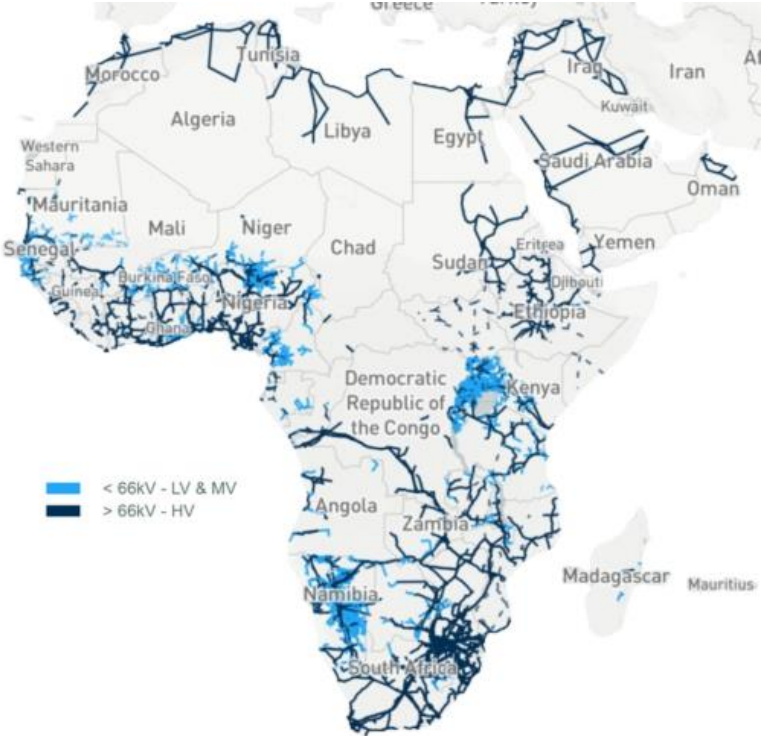 Greece
Turkey
Tunisia
Morocco
Iraq
Iran
Af
Kuwait
Algeria
Libya
Egypt
Western
Sahara
Saudi Arabia
Oman
Mauritania
Mali
Niger
Chad
Sudan
Eritrea
Yemen
Senegal
Burkina Faso
Djibouti
Guinea
Nigeria
Ethiopia
Ghana
Democratic
Republic of
the Congo
Kenya
< 66kV - LV & MV
> 66kV - HV
Angola
Zambia
Madagascar
Mauritius
Namibia
South Africa